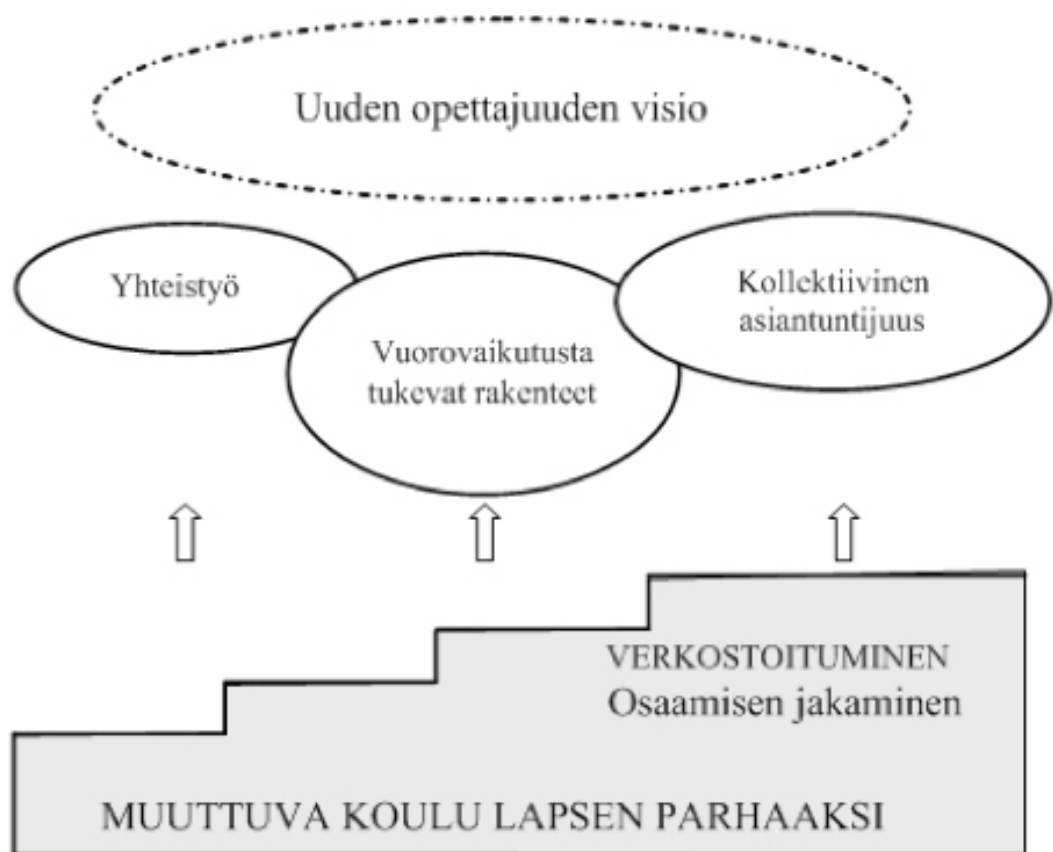 Uuden opettajuuden visio
Yhteistyö
Vuorovaikutusta
tukevat rakenteet
Kollektiivinen
asiantuntijuus
VERKOSTOITUMINEN
Osaamisen jakaminen
MUUTTUVA KOULU LAPSEN PARHAAKSI